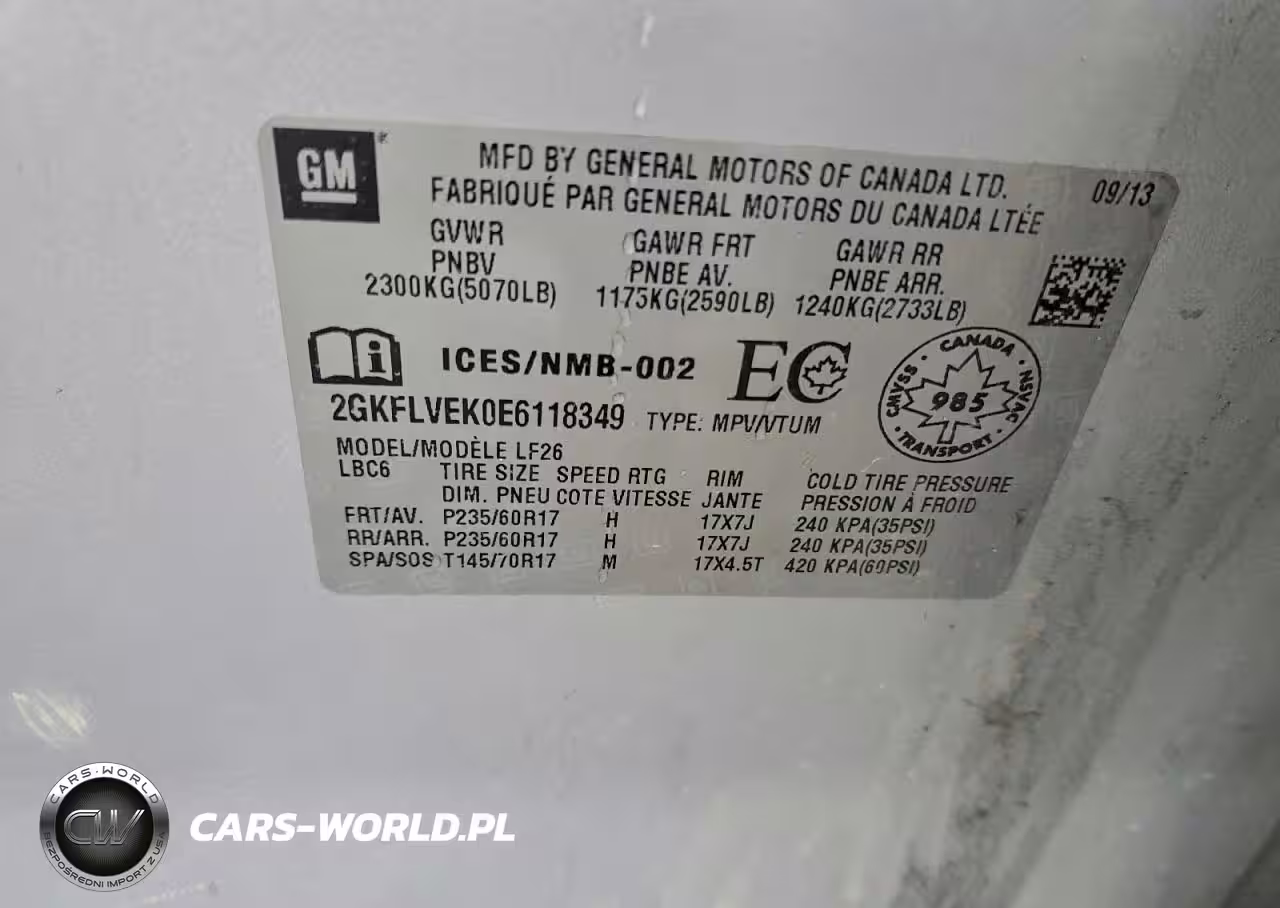 GM
MFD BY GENERAL MOTORS OF CANADA LTD.
09/13
FABRIQUÉ PAR GENERAL MOTORS DU CANADA LTÉE
GVWR GAWR FRT GAWR RR
PNBV PNBE AV. PNBE ARR.
2300KG(5070LB) 1175KG(2590LB) 1240KG(2733LB)
i ICES/NMB-002 EC
CANADA
CMVSS 985 NSVAC
TRANSPORT
2GKFLVEK0E6118349 TYPE: MPV/VTUM
MODEL/MODÈLE LF26
LBC6 TIRE SIZE SPEED RTG RIM COLD TIRE PRESSURE
DIM. PNEU COTE VITESSE JANTE PRESSION À FROID
FRT/AV. P235/60R17 H 17X7J 240 KPA(35PSI)
RR/ARR. P235/60R17 H 17X7J 240 KPA(35PSI)
SPA/SOS T145/70R17 M 17X4.5T 420 KPA(60PSI)
CARS-WORLD
CW
BEZPOŚREDNI IMPORT Z USA
CARS-WORLD.PL